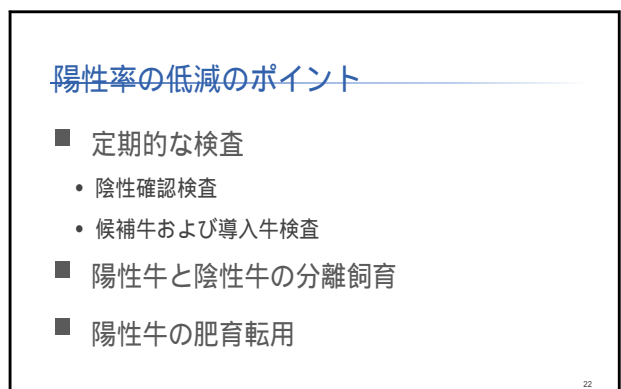 陽性率の低減のポイント
■ 定期的な検査
• 陰性確認検査
• 候補牛および導入牛検査
■ 陽性牛と陰性牛の分離飼育
■ 陽性牛の肥育転用
22